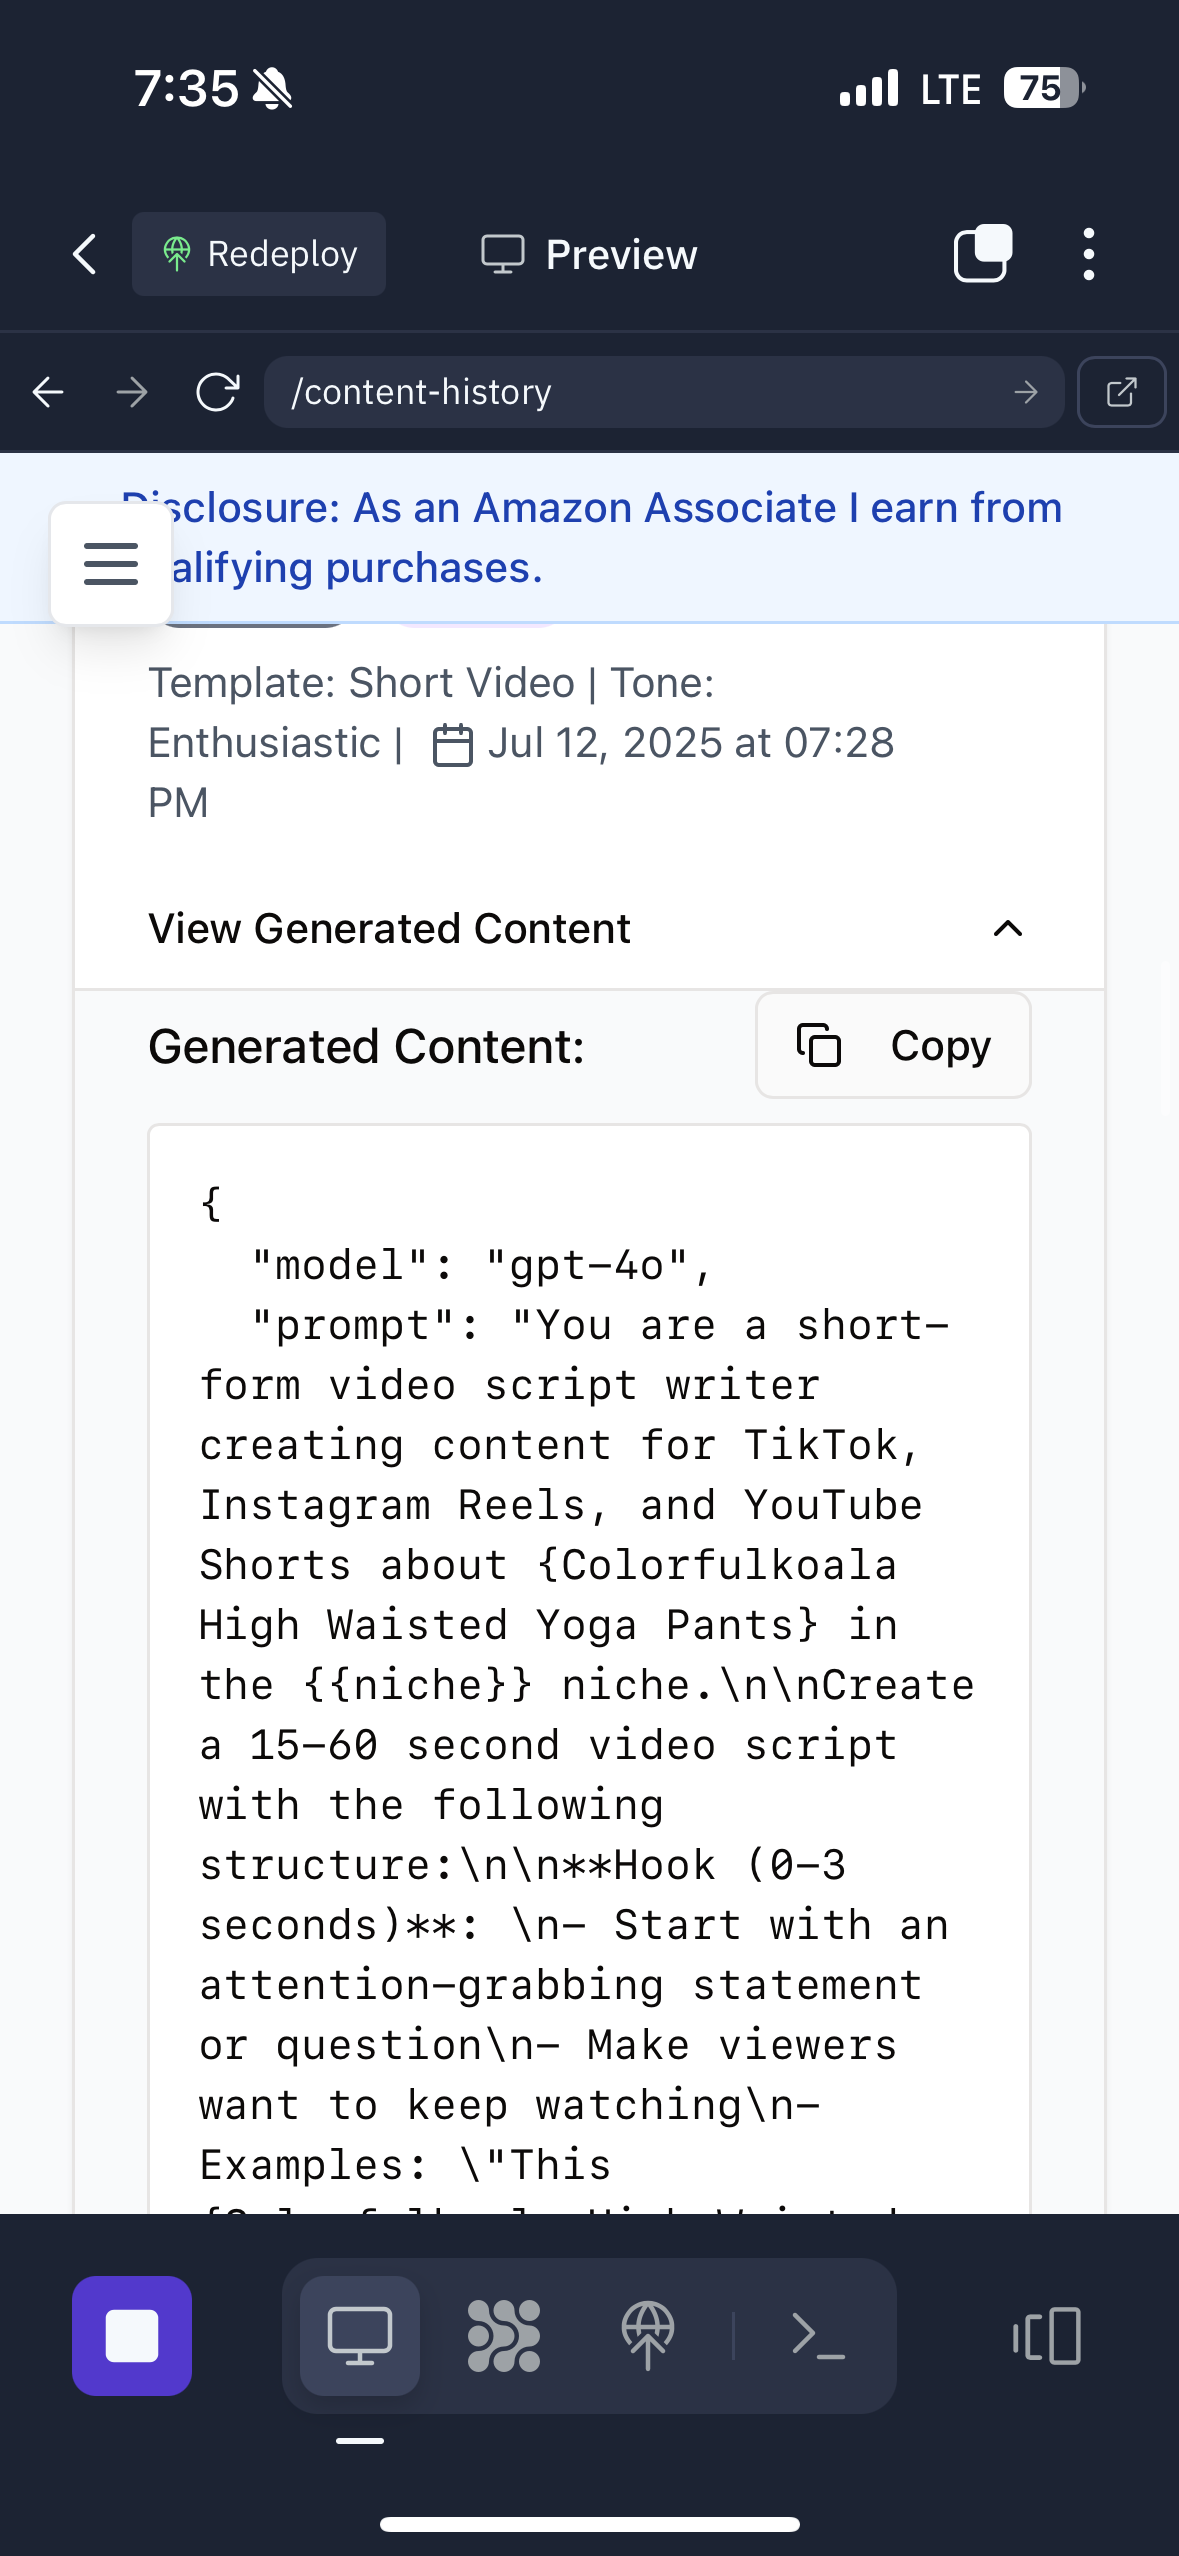 7:35
LTE
75
Redeploy
Preview
/content-history
Disclosure: As an Amazon Associate I earn from
alifying purchases.
Template: Short Video | Tone:
Enthusiastic | Jul 12, 2025 at 07:28
PM
View Generated Content
Generated Content:
Copy
{
"model": "gpt-4o",
"prompt": "You are a short-
form video script writer
creating content for TikTok,
Instagram Reels, and YouTube
Shorts about {Colorfulkoala
High Waisted Yoga Pants} in
the {{niche}} niche.\n\nCreate
a 15-60 second video script
with the following
structure:\n\n**Hook (0-3
seconds)**: \n- Start with an
attention-grabbing statement
or question\n- Make viewers
want to keep watching\n-
Examples: \"This